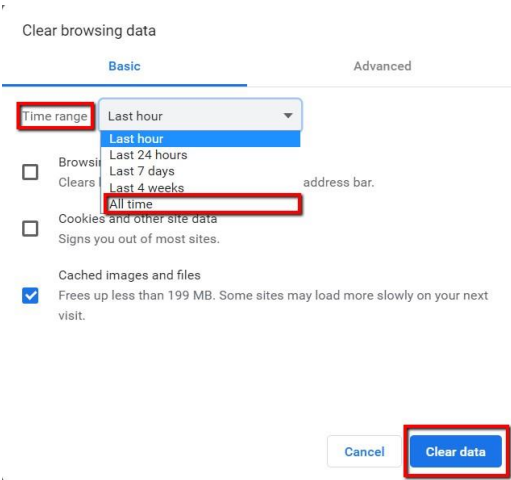 Clear browsing data
Basic Advanced
Time range Last hour
Last hour
Last 24 hours
Last 7 days
Last 4 weeks
All time
Clears address bar.
Cookies and other site data
Signs you out of most sites.
Cached images and files
Frees up less than 199 MB. Some sites may load more slowly on your next
visit.
Cancel Clear data